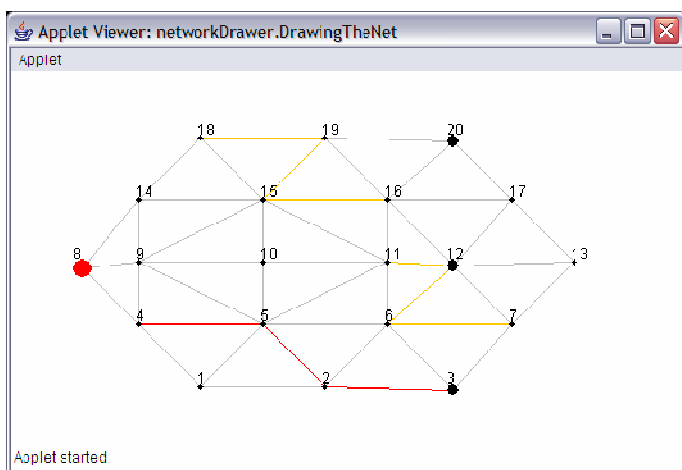 Applet Viewer: networkDrawer.DrawingTheNet
Applet
18 19 20
14 15 16 17
8 9 10 11 12 13
4 5 6 7
1 2 3
Applet started